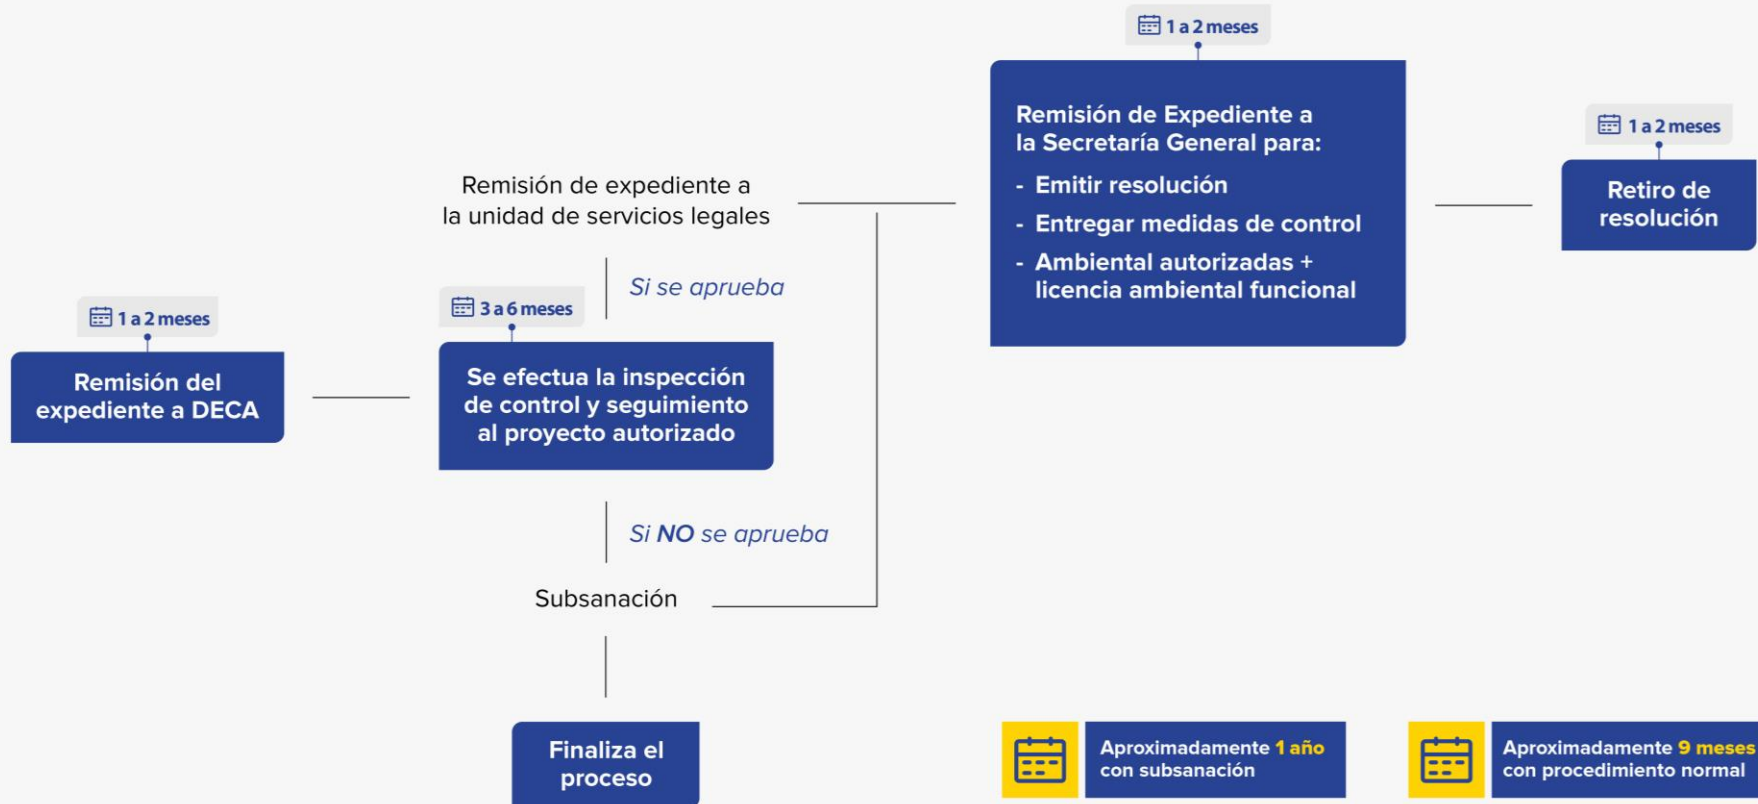 1 a 2 meses
Remisión del
expediente a DECA
3 a 6 meses
Se efectua la inspección
de control y seguimiento
al proyecto autorizado
Si se aprueba
Remisión de expediente a
la unidad de servicios legales
Si NO se aprueba
Subsanación
Finaliza el
proceso
1 a 2 meses
Remisión de Expediente a
la Secretaría General para:
- Emitir resolución
- Entregar medidas de control
- Ambiental autorizadas +
licencia ambiental funcional
1 a 2 meses
Retiro de
resolución
Aproximadamente 1 año
con subsanación
Aproximadamente 9 meses
con procedimiento normal